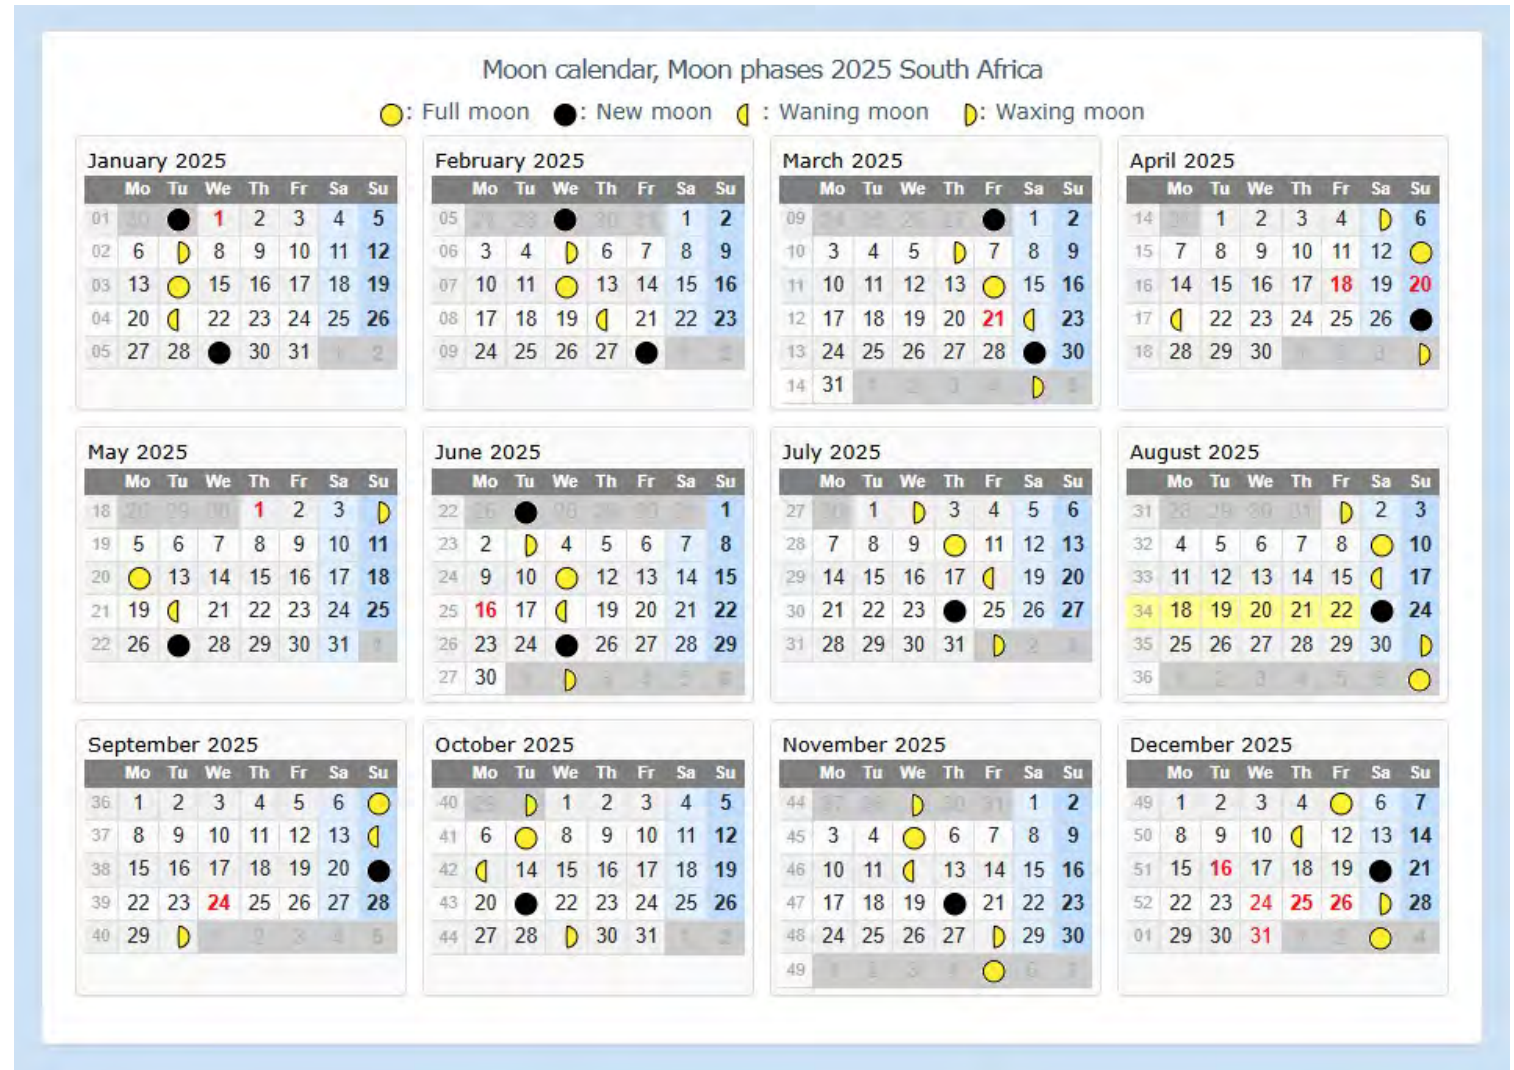 Moon calendar, Moon phases 2025 South Africa
: Full moon : New moon : Waning moon : Waxing moon
January 2025
Mo Tu We Th Fr Sa Su
01 1 2 3 4 5
02 6 8 9 10 11 12
03 13 15 16 17 18 19
04 20 22 23 24 25 26
05 27 28 30 31
February 2025
Mo Tu We Th Fr Sa Su
05 1 2
06 3 4 6 7 8 9
07 10 11 13 14 15 16
08 17 18 19 21 22 23
09 24 25 26 27
March 2025
Mo Tu We Th Fr Sa Su
09 1 2
10 3 4 5 7 8 9
11 10 11 12 13 15 16
12 17 18 19 20 21 23
13 24 25 26 27 28 30
14 31
April 2025
Mo Tu We Th Fr Sa Su
14 1 2 3 4 6
15 7 8 9 10 11 12
16 14 15 16 17 18 19 20
17 22 23 24 25 26
18 28 29 30
May 2025
Mo Tu We Th Fr Sa Su
18 1 2 3
19 5 6 7 8 9 10 11
20 13 14 15 16 17 18
21 19 21 22 23 24 25
22 26 28 29 30 31
June 2025
Mo Tu We Th Fr Sa Su
22 1
23 2 4 5 6 7 8
24 9 10 12 13 14 15
25 16 17 19 20 21 22
26 23 24 26 27 28 29
27 30
July 2025
Mo Tu We Th Fr Sa Su
27 1 3 4 5 6
28 7 8 9 11 12 13
29 14 15 16 17 19 20
30 21 22 23 25 26 27
31 28 29 30 31
August 2025
Mo Tu We Th Fr Sa Su
31 2 3
32 4 5 6 7 8 10
33 11 12 13 14 15 17
34 18 19 20 21 22 24
35 25 26 27 28 29 30
36
September 2025
Mo Tu We Th Fr Sa Su
36 1 2 3 4 5 6
37 8 9 10 11 12 13
38 15 16 17 18 19 20
39 22 23 24 25 26 27 28
40 29
October 2025
Mo Tu We Th Fr Sa Su
40 1 2 3 4 5
41 6 8 9 10 11 12
42 14 15 16 17 18 19
43 20 22 23 24 25 26
44 27 28 30 31
November 2025
Mo Tu We Th Fr Sa Su
44 1 2
45 3 4 6 7 8 9
46 10 11 13 14 15 16
47 17 18 19 21 22 23
48 24 25 26 27 29 30
49
December 2025
Mo Tu We Th Fr Sa Su
49 1 2 3 4 6 7
50 8 9 10 12 13 14
51 15 16 17 18 19 21
52 22 23 24 25 26 28
01 29 30 31